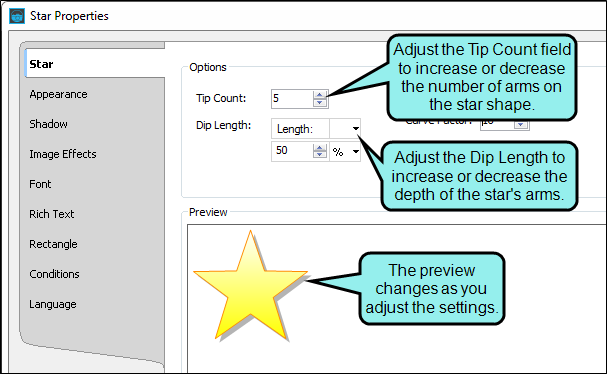 Star Properties
Star
Appearance
Shadow
Image Effects
Font
Rich Text
Rectangle
Conditions
Language
Options
Tip Count: 5
Dip Length: Length:
50 %
Adjust the Tip Count field
to increase or decrease
the number of arms on
the star shape.
Adjust the Dip Length to
increase or decrease the
depth of the star's arms.
Preview
The preview
changes as you
adjust the settings.